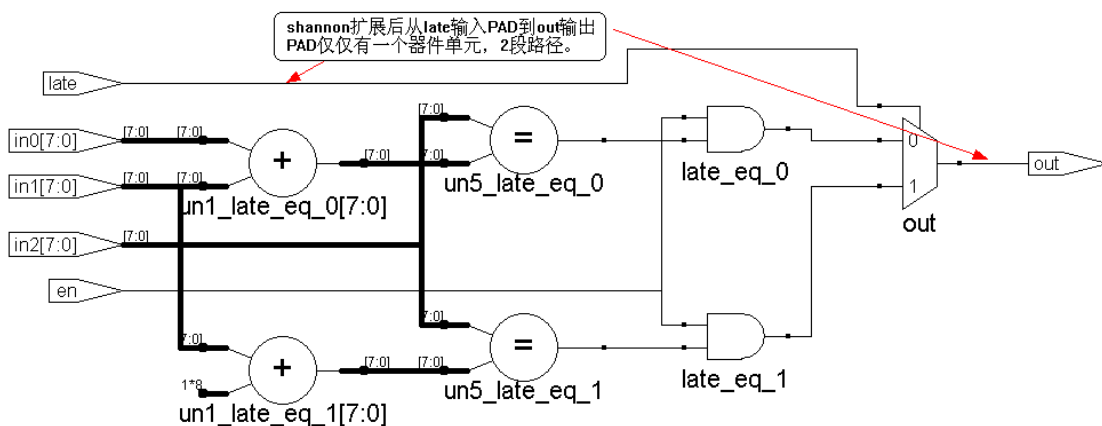 shannon扩展后从late输入PAD到out输出
PAD仅仅有一个器件单元，2段路径。
late
in0[7:0]
[7:0]
[7:0]
+
[7:0]
[7:0]
[7:0]
=
late_eq_0
0
1
out
out
in1[7:0]
[7:0]
[7:0]
un1_late_eq_0[7:0]
un5_late_eq_0
in2[7:0]
[7:0]
en
[7:0]
1*8
+
un1_late_eq_1[7:0]
[7:0]
[7:0]
[7:0]
=
un5_late_eq_1
late_eq_1